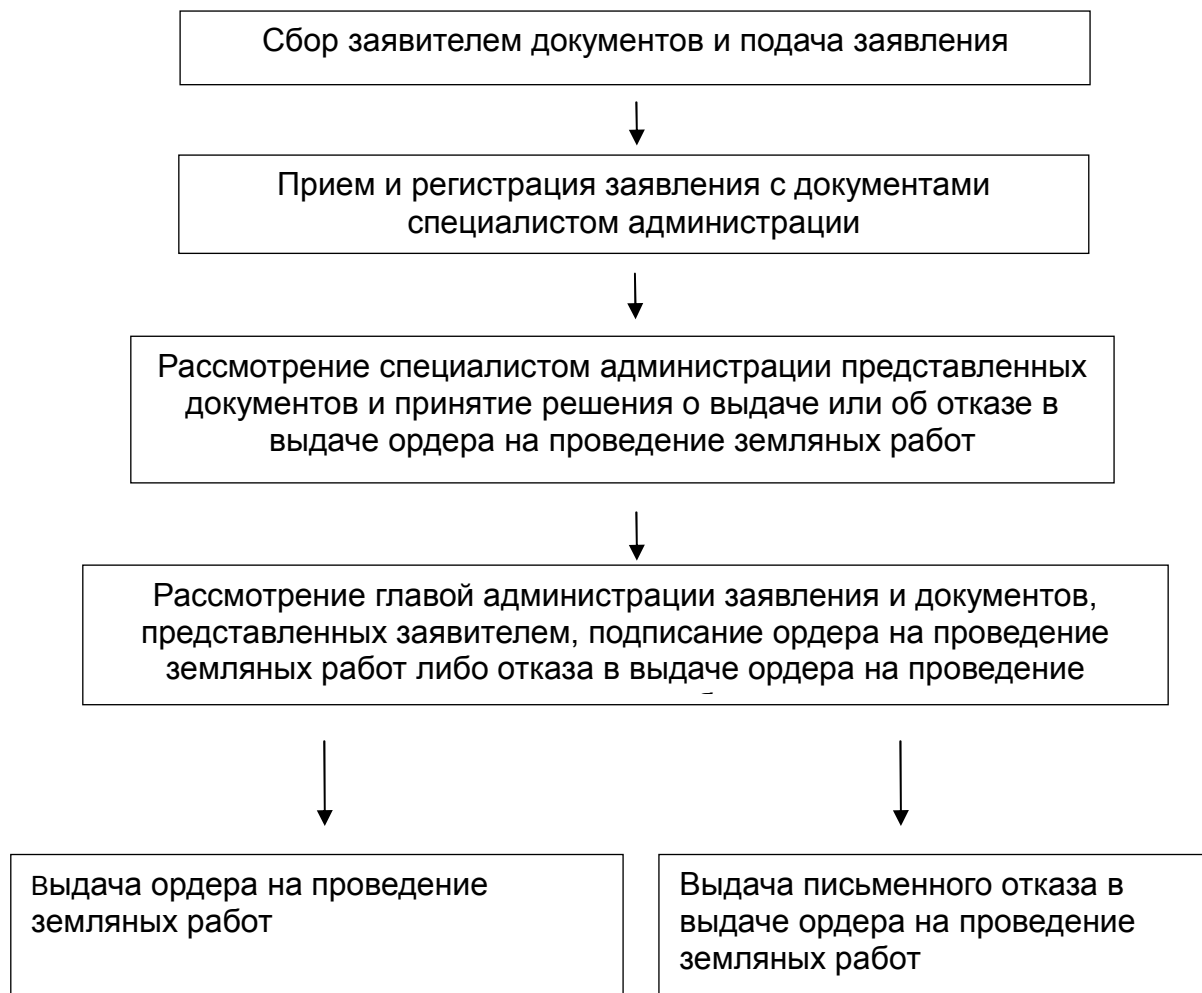 Сбор заявителем документов и подача заявления
Прием и регистрация заявления с документами
специалистом администрации
Рассмотрение специалистом администрации представленных
документов и принятие решения о выдаче или об отказе в
выдаче ордера на проведение земляных работ
Рассмотрение главой администрации заявления и документов,
представленных заявителем, подписание ордера на проведение
земляных работ либо отказа в выдаче ордера на проведение
Выдача ордера на проведение
земляных работ
Выдача письменного отказа в
выдаче ордера на проведение
земляных работ